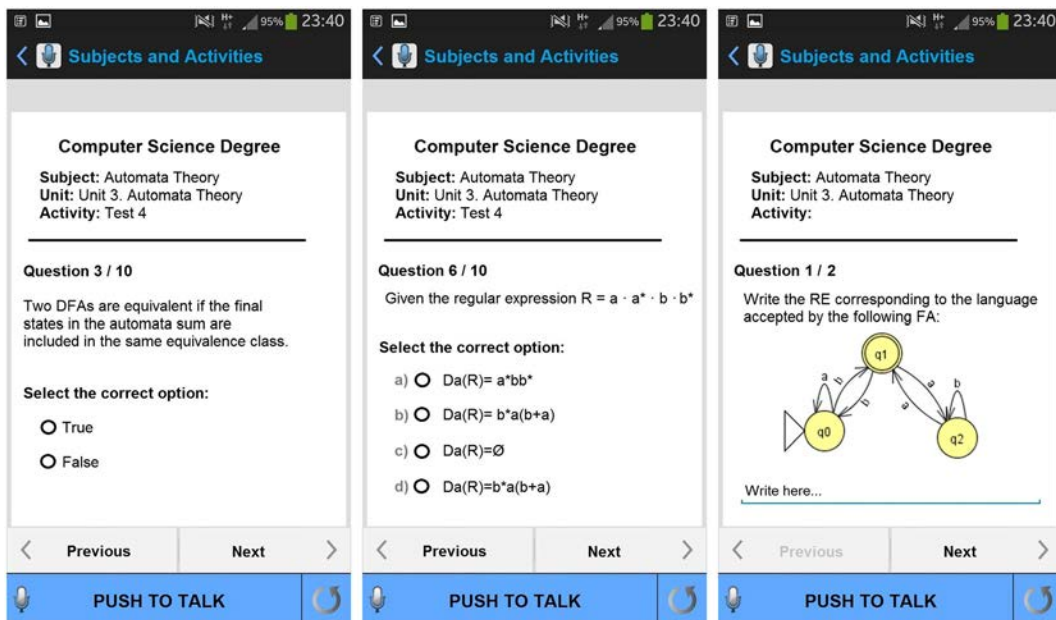 95% 23:40
Subjects and Activities
Computer Science Degree
Subject: Automata Theory
Unit: Unit 3. Automata Theory
Activity: Test 4
Question 3 / 10
Two DFAs are equivalent if the final
states in the automata sum are
included in the same equivalence class.
Select the correct option:
True
False
Previous
Next
PUSH TO TALK
H+
95% 23:40
Subjects and Activities
Computer Science Degree
Subject: Automata Theory
Unit: Unit 3. Automata Theory
Activity: Test 4
Question 6 / 10
Given the regular expression R = a · a* · b · b*
Select the correct option:
a) Da(R)= a*bb*
b) Da(R)= b*a(b+a)
c) Da(R)=Ø
d) Da(R)=b*a(b+a)
Previous
Next
PUSH TO TALK
H+
95% 23:40
Subjects and Activities
Computer Science Degree
Subject: Automata Theory
Unit: Unit 3. Automata Theory
Activity:
Question 1 / 2
Write the RE corresponding to the language
accepted by the following FA:
q1
a
b
b
a
a
b
q0
q2
Write here...
Previous
Next
PUSH TO TALK
H+